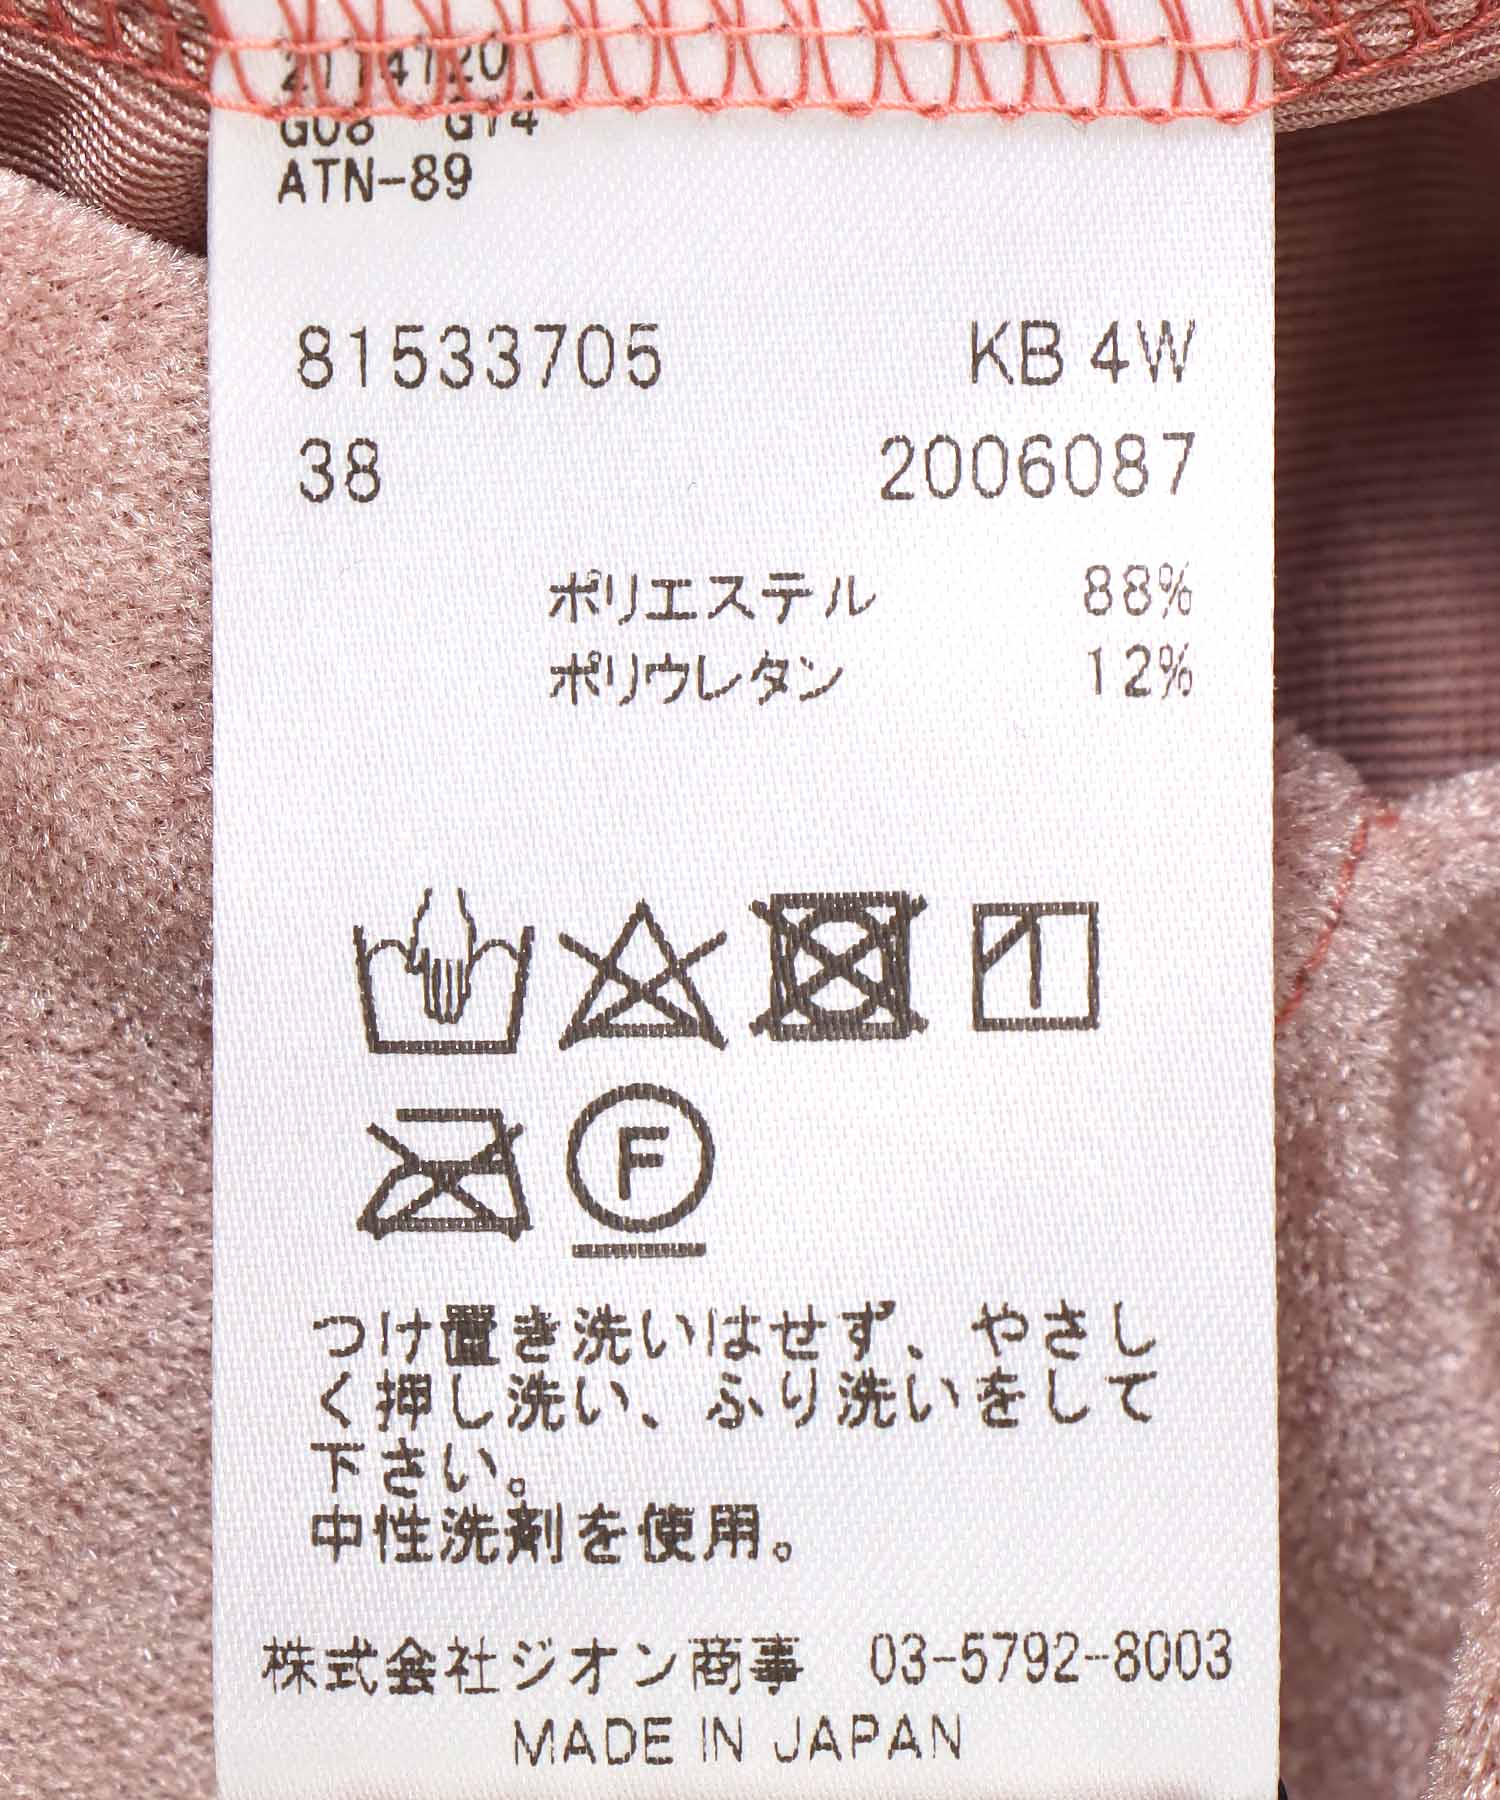 2114120
G08 G14
ATN-89
81533705 KB 4W
38 2006087
ポリエステル 88%
ポリウレタン 12%
F
つけ置き洗いはせず、やさし
く押し洗い、ふり洗いをして
下さい。
中性洗剤を使用。
株式会社ジオン商事 03-5792-8003
MADE IN JAPAN